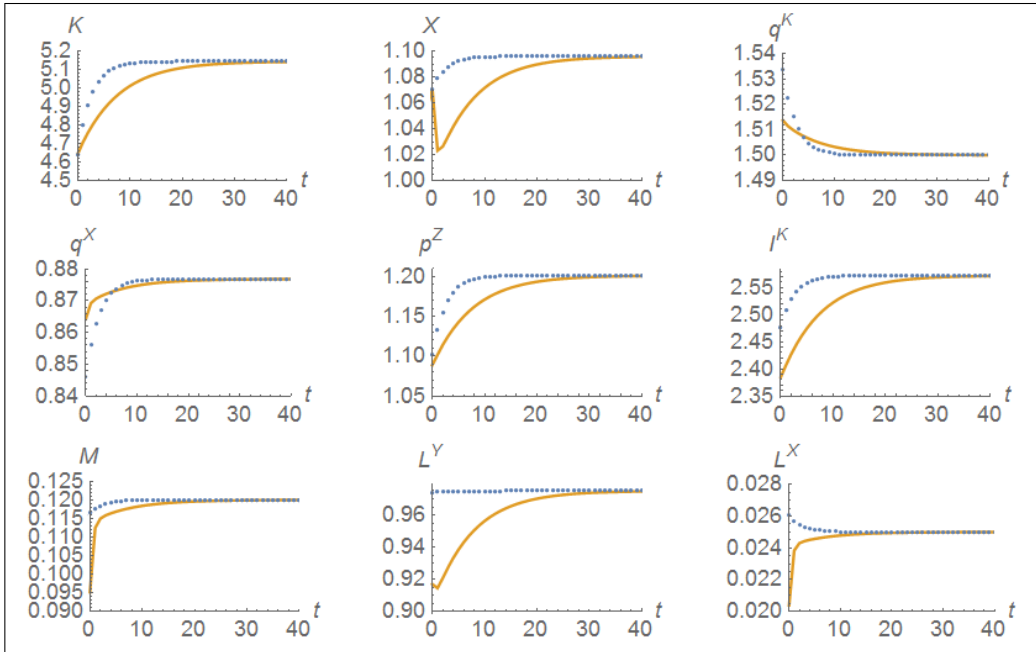 K
5.2
5.1
5.0
4.9
4.8
4.7
4.6
4.5
0 10 20 30 40 t
X
1.10
1.08
1.06
1.04
1.02
1.00
0 10 20 30 40 t
q^K
1.54
1.53
1.52
1.51
1.50
1.49
0 10 20 30 40 t
q^X
0.88
0.87
0.86
0.85
0.84
0 10 20 30 40 t
p^Z
1.20
1.15
1.10
1.05
0 10 20 30 40 t
I^K
2.55
2.50
2.45
2.40
2.35
0 10 20 30 40 t
M
0.125
0.120
0.115
0.110
0.105
0.100
0.095
0.090
0 10 20 30 40 t
L^Y
0.96
0.94
0.92
0.90
0 10 20 30 40 t
L^X
0.028
0.026
0.024
0.022
0.020
0 10 20 30 40 t